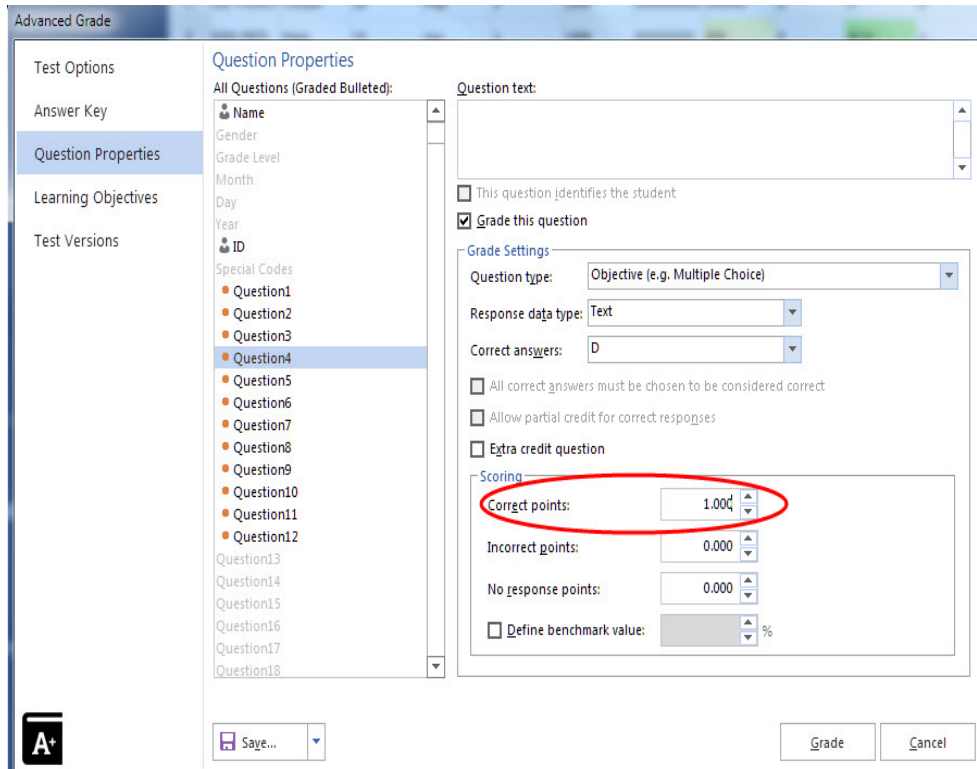 Advanced Grade
Test Options
Answer Key
Question Properties
Learning Objectives
Test Versions
Question Properties
All Questions (Graded Bulleted):
Name
Gender
Grade Level
Month
Day
Year
ID
Special Codes
Question1
Question2
Question3
Question4
Question5
Question6
Question7
Question8
Question9
Question10
Question11
Question12
Question13
Question14
Question15
Question16
Question17
Question18
Question text:
This question identifies the student
Grade this question
Grade Settings
Question type: Objective (e.g. Multiple Choice)
Response data type: Text
Correct answers: D
All correct answers must be chosen to be considered correct
Allow partial credit for correct responses
Extra credit question
Scoring
Correct points: 1.000
Incorrect points: 0.000
No response points: 0.000
Define benchmark value: %
A+
Save...
Grade
Cancel